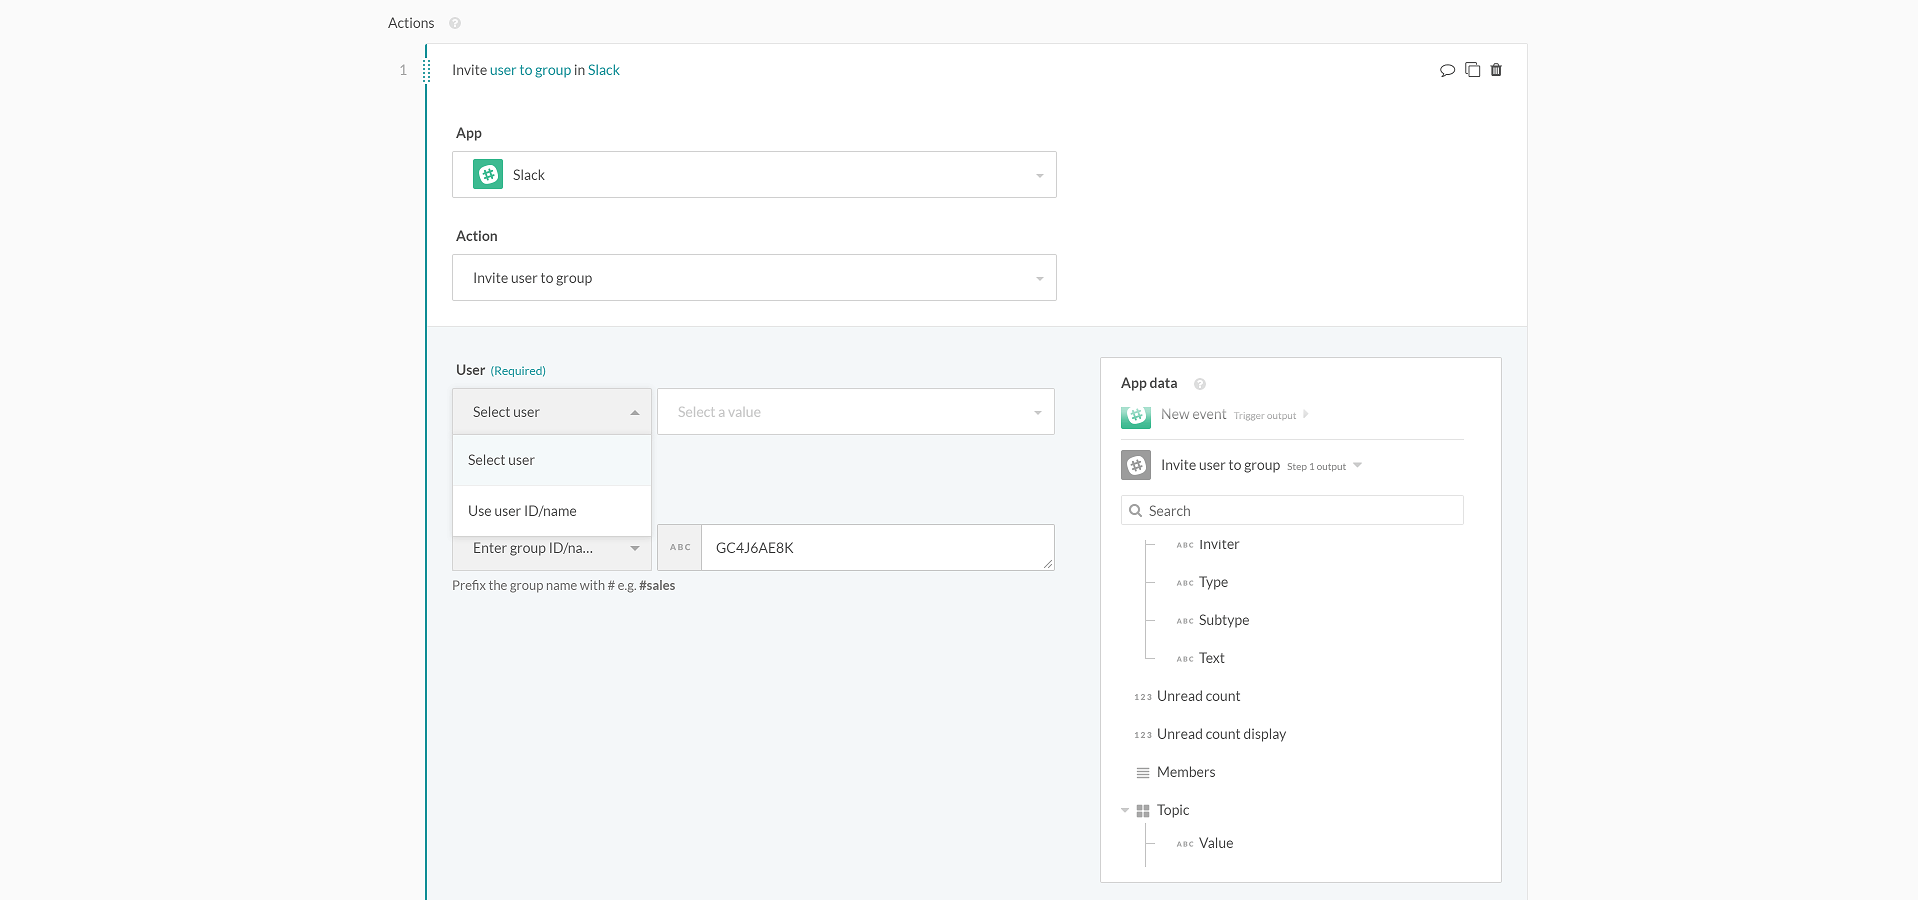 Actions ?
1 Invite user to group in Slack
App
Slack
Action
Invite user to group
User (Required)
Select user
Select a value
Select user
Use user ID/name
Enter group ID/na...
ABC GC4J6AE8K
Prefix the group name with # e.g. #sales
App data ?
New event Trigger output
Invite user to group Step 1 output
Search
ABC Inviter
ABC Type
ABC Subtype
ABC Text
123 Unread count
123 Unread count display
Members
Topic
ABC Value